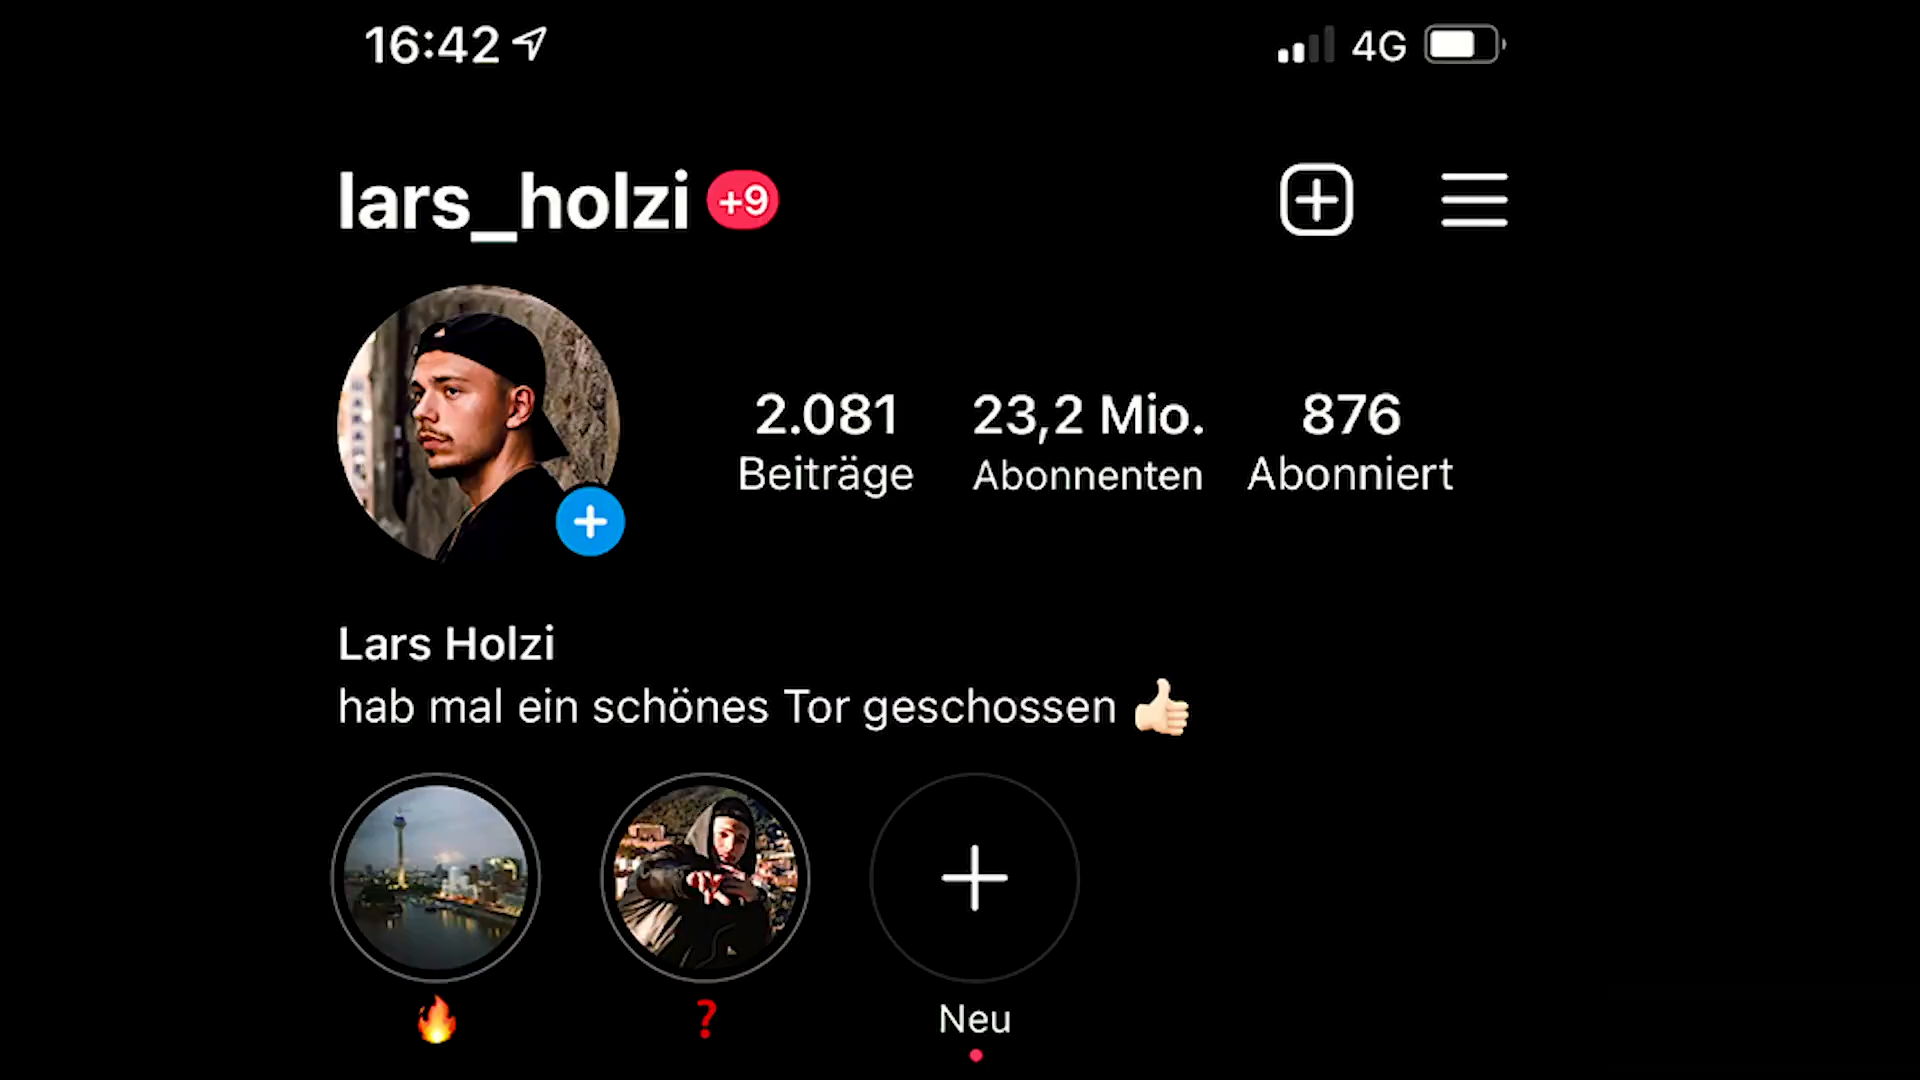 16:42 4G
lars_holzi +9
2.081 23,2 Mio. 876
Beiträge Abonnenten Abonniert
Lars Holzi
hab mal ein schönes Tor geschossen 👍🏻
🔥 ❓ Neu